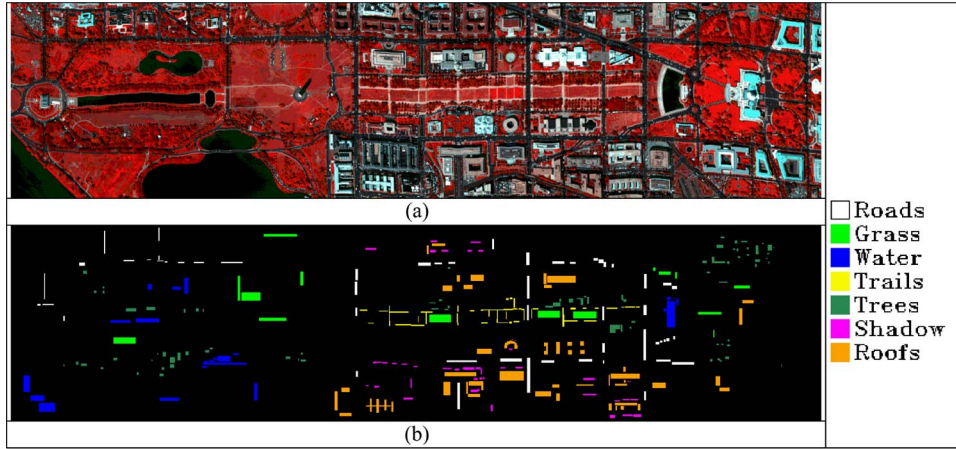 (a)
Roads
Grass
Water
Trails
Trees
Shadow
Roofs
(b)